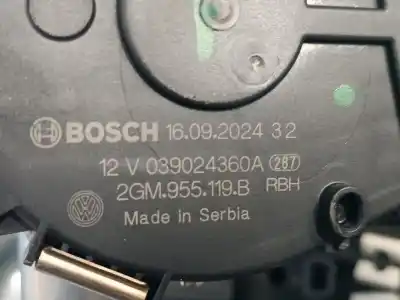 BOSCH 16.09.2024 32
12 V 039024360A 287
2GM.955.119.B RBH
Made in Serbia